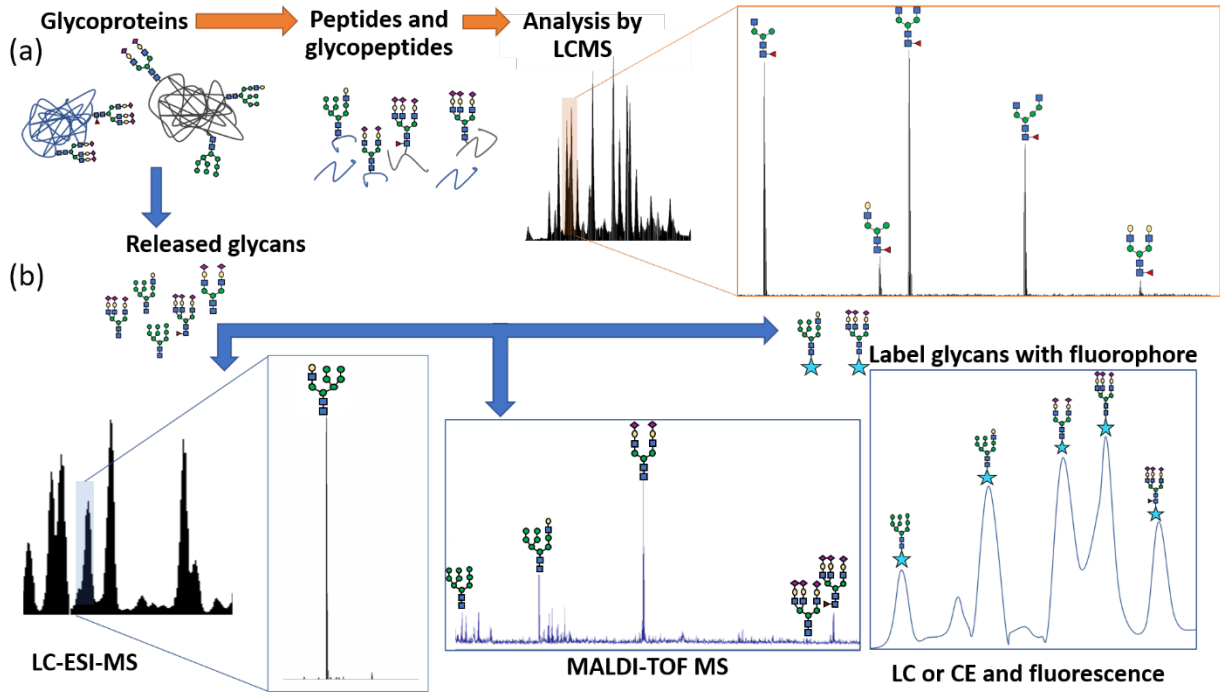 Glycoproteins
Peptides and
glycopeptides
Analysis by
LCMS
(a)
Released glycans
(b)
Label glycans with fluorophore
LC-ESI-MS
MALDI-TOF MS
LC or CE and fluorescence